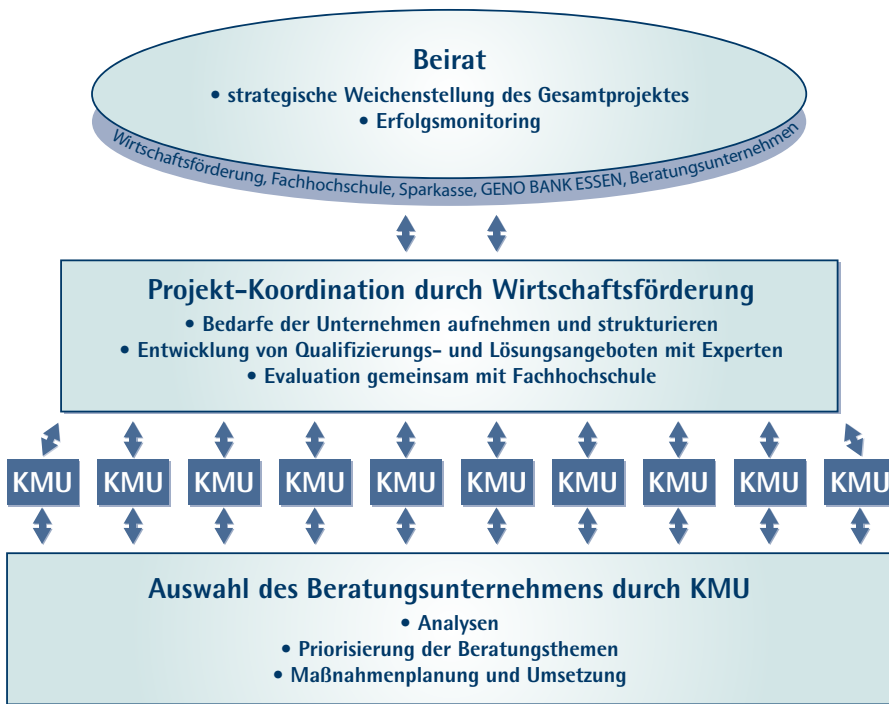 Beirat
• strategische Weichenstellung des Gesamtprojektes
• Erfolgsmonitoring
Wirtschaftsförderung, Fachhochschule, Sparkasse, GENO BANK ESSEN, Beratungsunternehmen
Projekt-Koordination durch Wirtschaftsförderung
• Bedarfe der Unternehmen aufnehmen und strukturieren
• Entwicklung von Qualifizierungs- und Lösungsangeboten mit Experten
• Evaluation gemeinsam mit Fachhochschule
KMU KMU KMU KMU KMU KMU KMU KMU KMU KMU
Auswahl des Beratungsunternehmens durch KMU
• Analysen
• Priorisierung der Beratungsthemen
• Maßnahmenplanung und Umsetzung